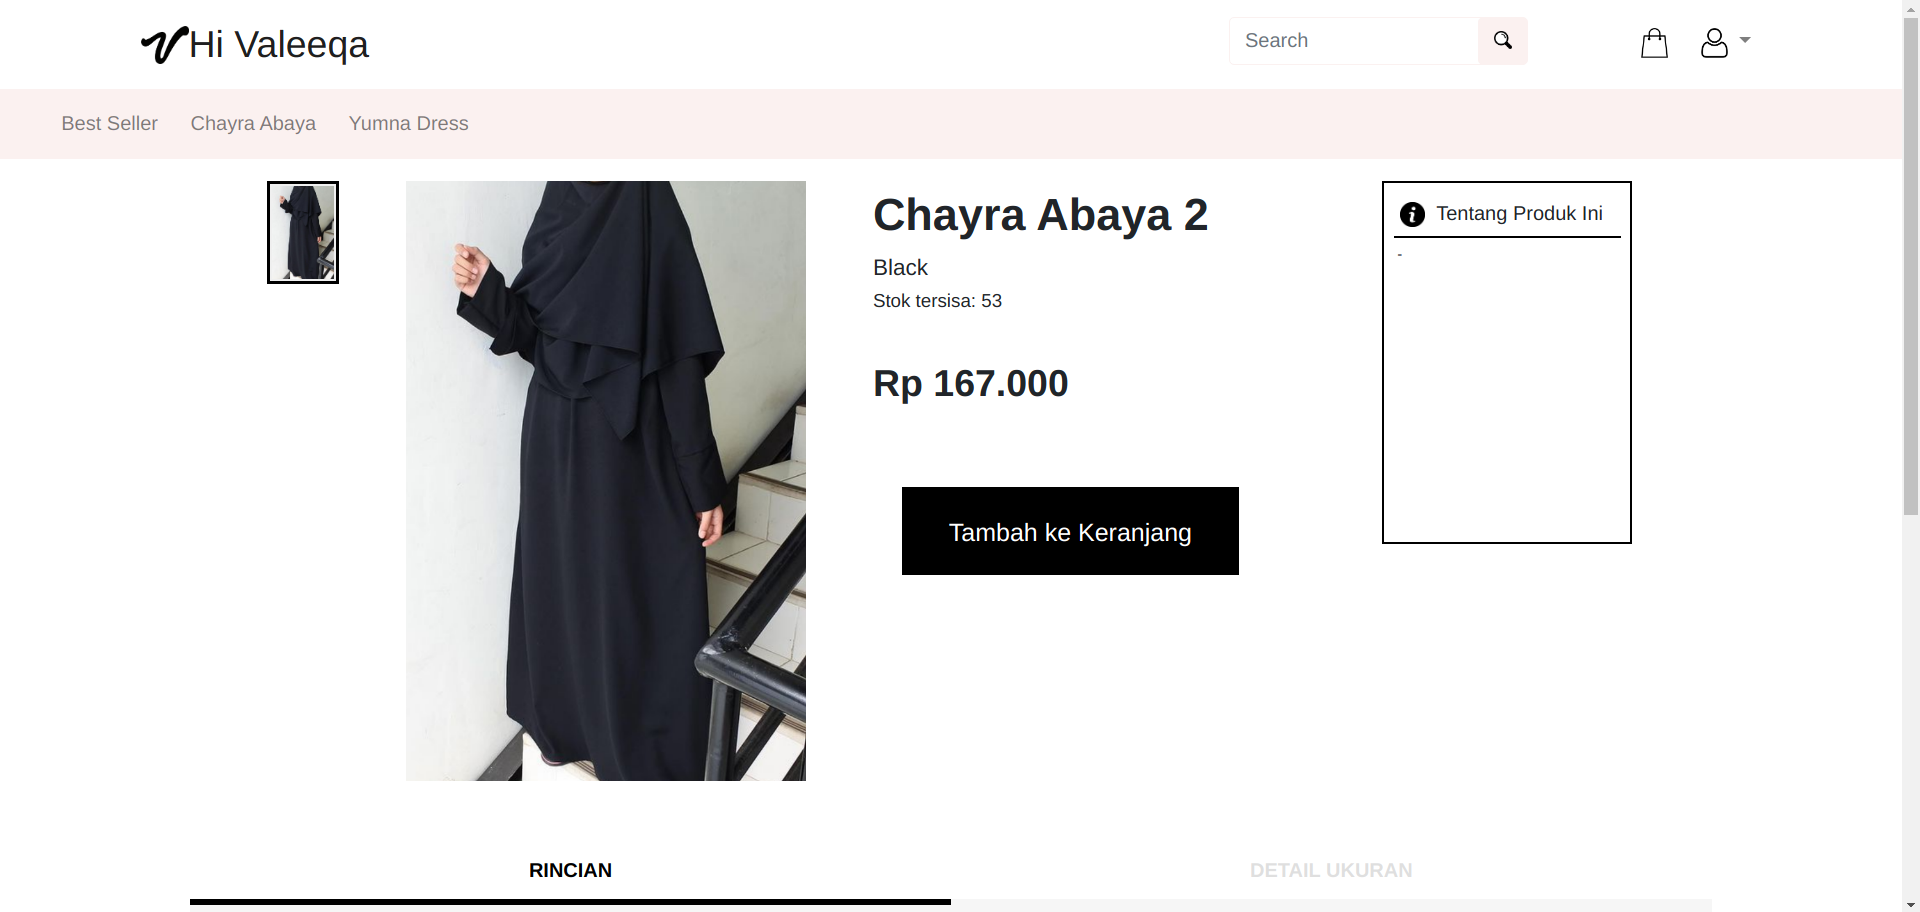 Hi Valeeqa
Search
Best Seller
Chayra Abaya
Yumna Dress
Chayra Abaya 2
Black
Stok tersisa: 53
Rp 167.000
Tambah ke Keranjang
Tentang Produk Ini
-
RINCIAN
DETAIL UKURAN